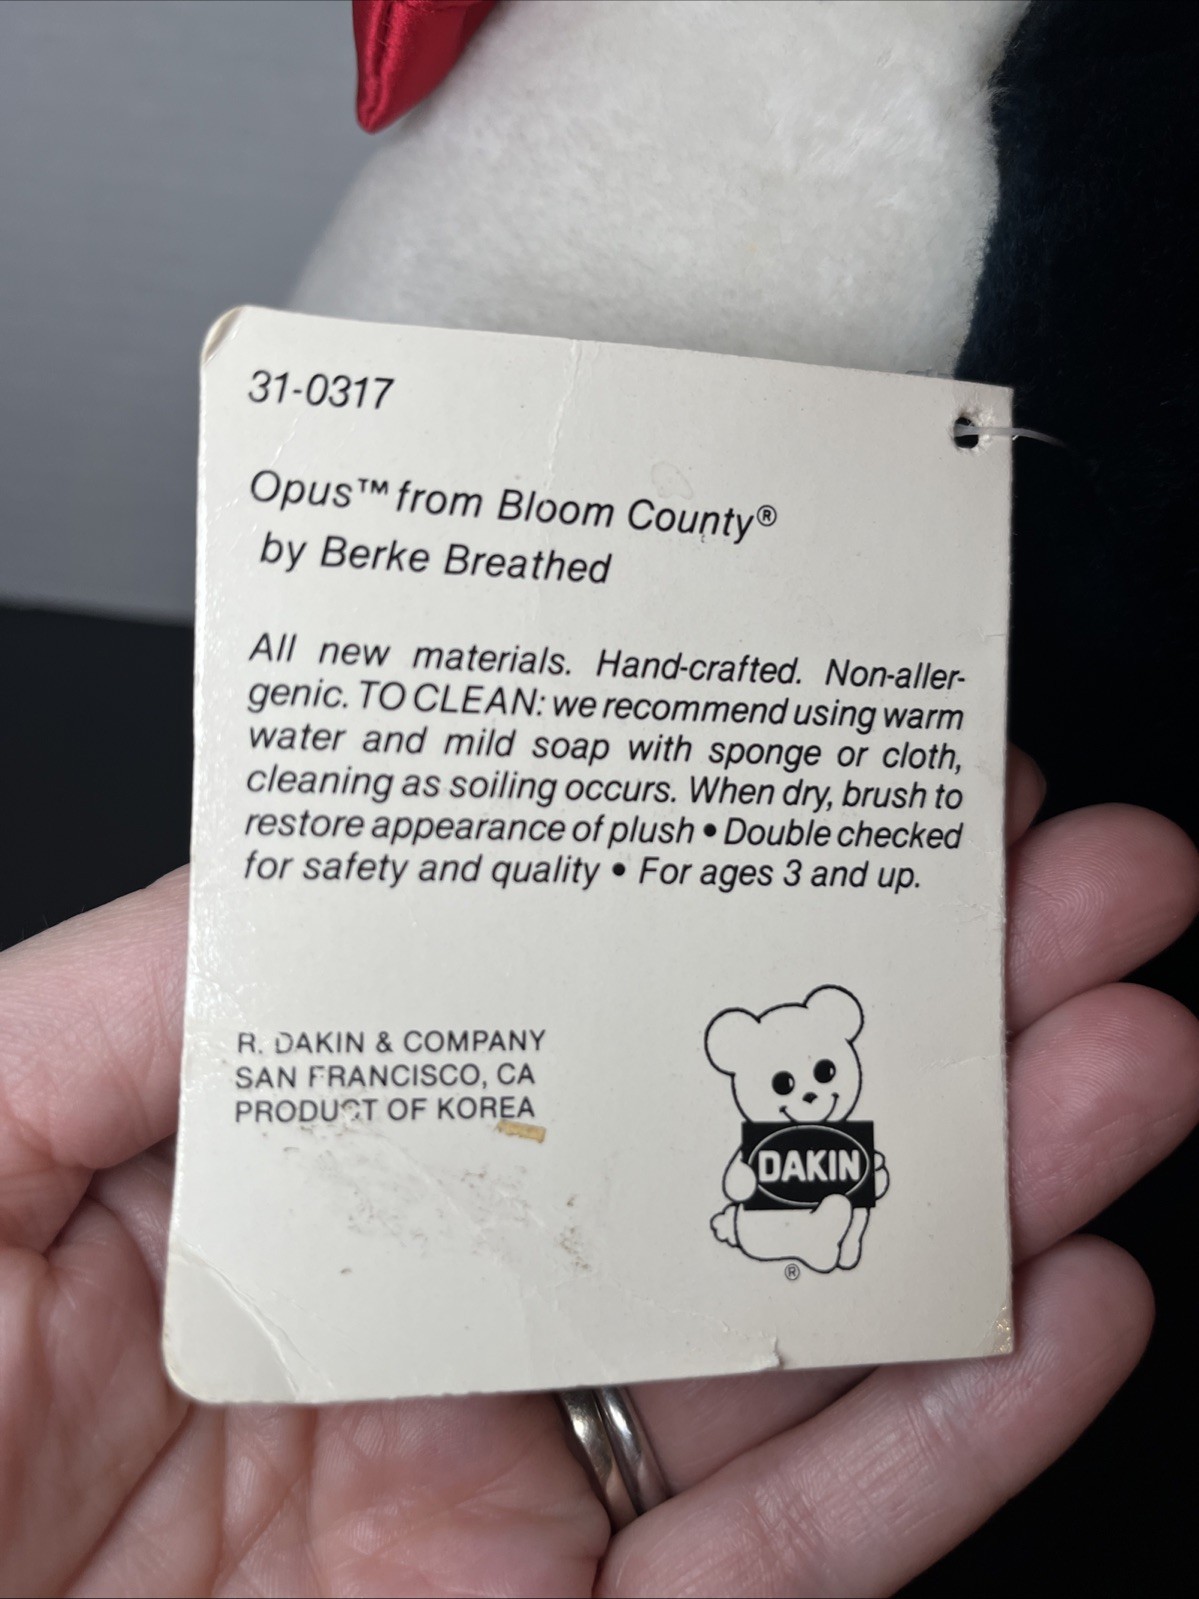 31-0317
Opus™ from Bloom County®
by Berke Breathed
All new materials. Hand-crafted. Non-aller-
genic. TO CLEAN: we recommend using warm
water and mild soap with sponge or cloth,
cleaning as soiling occurs. When dry, brush to
restore appearance of plush • Double checked
for safety and quality • For ages 3 and up.
R. DAKIN & COMPANY
SAN FRANCISCO, CA
PRODUCT OF KOREA
DAKIN
®